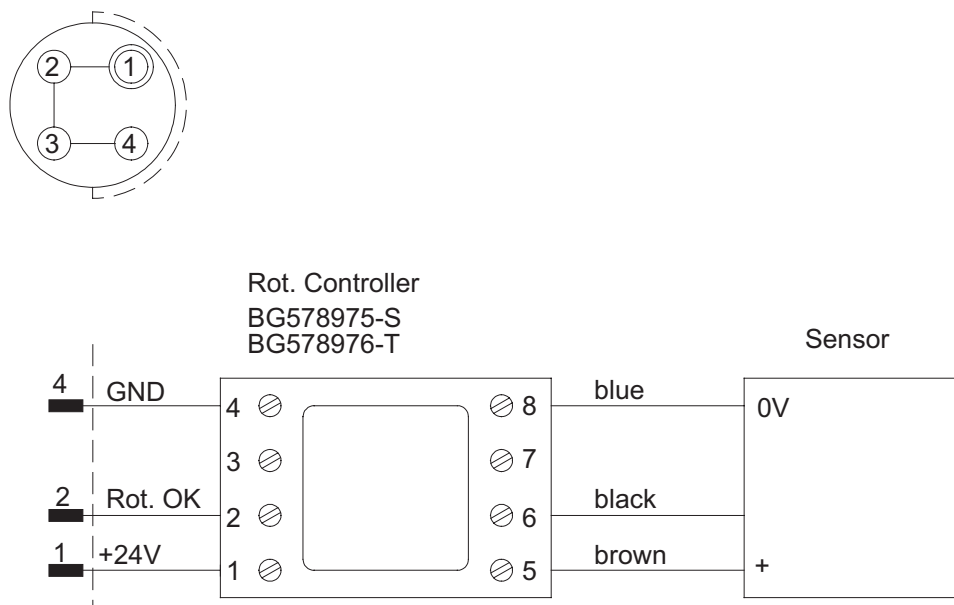 2 1
3 4
Rot. Controller
BG578975-S
BG578976-T
Sensor
4 GND 4 8 blue 0V
3 7
2 Rot. OK 2 6 black
1 +24V 1 5 brown +